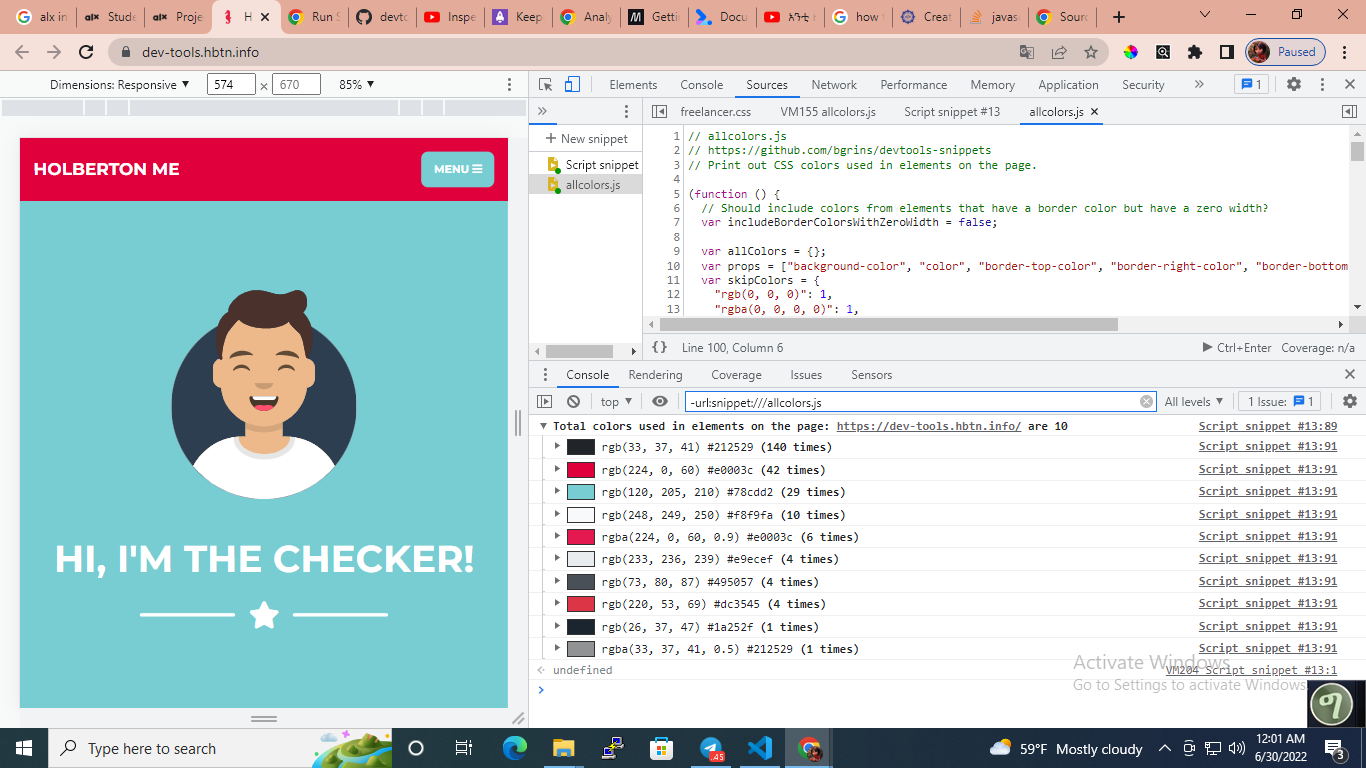 alx in
alx Stude
alx Proje
H
Run S
devto
Inspe
Keep
Analy
Getti
Docu
how t
Creat
javas
Sourc
dev-tools.hbtn.info
Paused
Dimensions: Responsive ▼ 574 × 670 85% ▼
HOLBERTON ME
MENU
HI, I'M THE CHECKER!
Elements Console Sources Network Performance Memory Application Security » 1
freelancer.css VM155 allcolors.js Script snippet #13 allcolors.js
+ New snippet
Script snippet
allcolors.js
1 // allcolors.js
2 // https://github.com/bgrins/devtools-snippets
3 // Print out CSS colors used in elements on the page.
4
5 (function () {
6 // Should include colors from elements that have a border color but have a zero width?
7 var includeBorderColorsWithZeroWidth = false;
8
9 var allColors = {};
10 var props = ["background-color", "color", "border-top-color", "border-right-color", "border-bottom
11 var skipColors = {
12 "rgb(0, 0, 0)": 1,
13 "rgba(0, 0, 0, 0)": 1,
{} Line 100, Column 6 Ctrl+Enter Coverage: n/a
Console Rendering Coverage Issues Sensors
top ▼ -url:snippet:///allcolors.js All levels ▼ 1 Issue: 1
Total colors used in elements on the page: https://dev-tools.hbtn.info/ are 10 Script snippet #13:89
rgb(33, 37, 41) #212529 (140 times) Script snippet #13:91
rgb(224, 0, 60) #e0003c (42 times) Script snippet #13:91
rgb(120, 205, 210) #78cdd2 (29 times) Script snippet #13:91
rgb(248, 249, 250) #f8f9fa (10 times) Script snippet #13:91
rgba(224, 0, 60, 0.9) #e0003c (6 times) Script snippet #13:91
rgb(233, 236, 239) #e9ecef (4 times) Script snippet #13:91
rgb(73, 80, 87) #495057 (4 times) Script snippet #13:91
rgb(220, 53, 69) #dc3545 (4 times) Script snippet #13:91
rgb(26, 37, 47) #1a252f (1 times) Script snippet #13:91
rgba(33, 37, 41, 0.5) #212529 (1 times) Script snippet #13:91
undefined VM204 Script snippet #13:1
Activate Windows
Go to Settings to activate Windows.
Type here to search
45
59°F Mostly cloudy
12:01 AM
6/30/2022
3